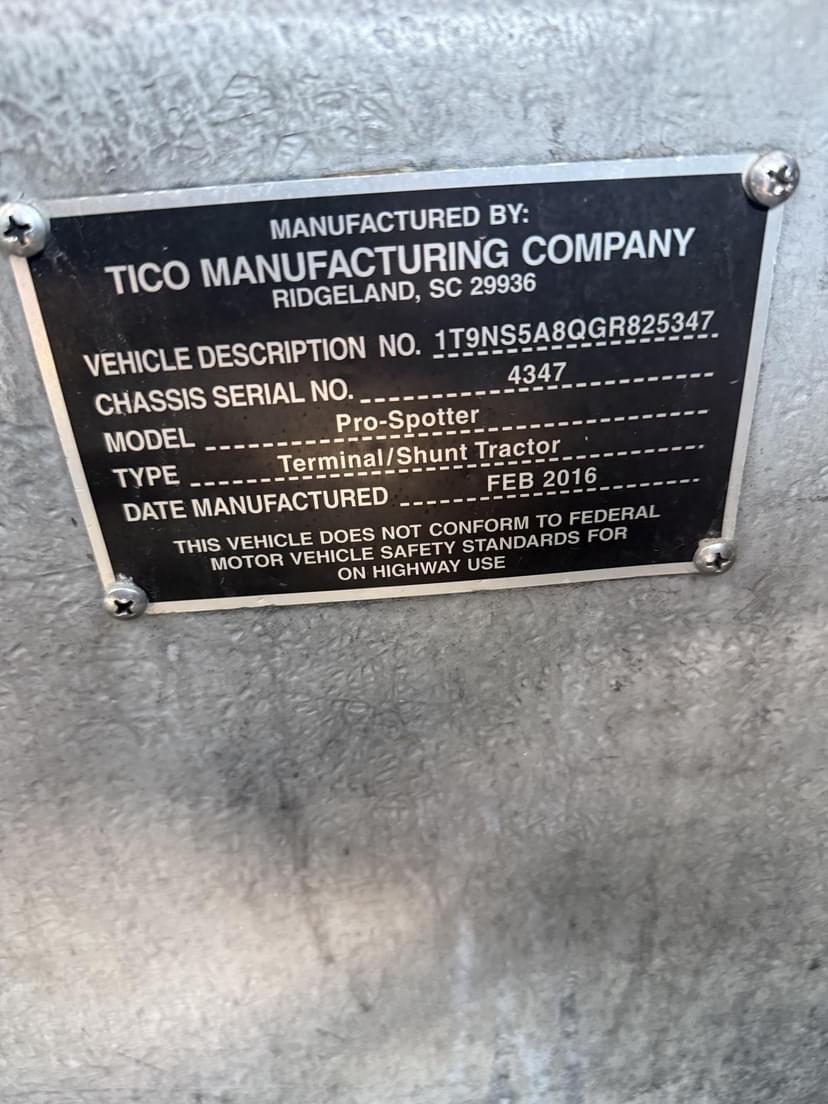 MANUFACTURED BY:
TICO MANUFACTURING COMPANY
RIDGELAND, SC 29936
VEHICLE DESCRIPTION NO. 1T9NS5A8QGR825347
CHASSIS SERIAL NO. 4347
MODEL Pro-Spotter
TYPE Terminal/Shunt Tractor
DATE MANUFACTURED FEB 2016
THIS VEHICLE DOES NOT CONFORM TO FEDERAL
MOTOR VEHICLE SAFETY STANDARDS FOR
ON HIGHWAY USE